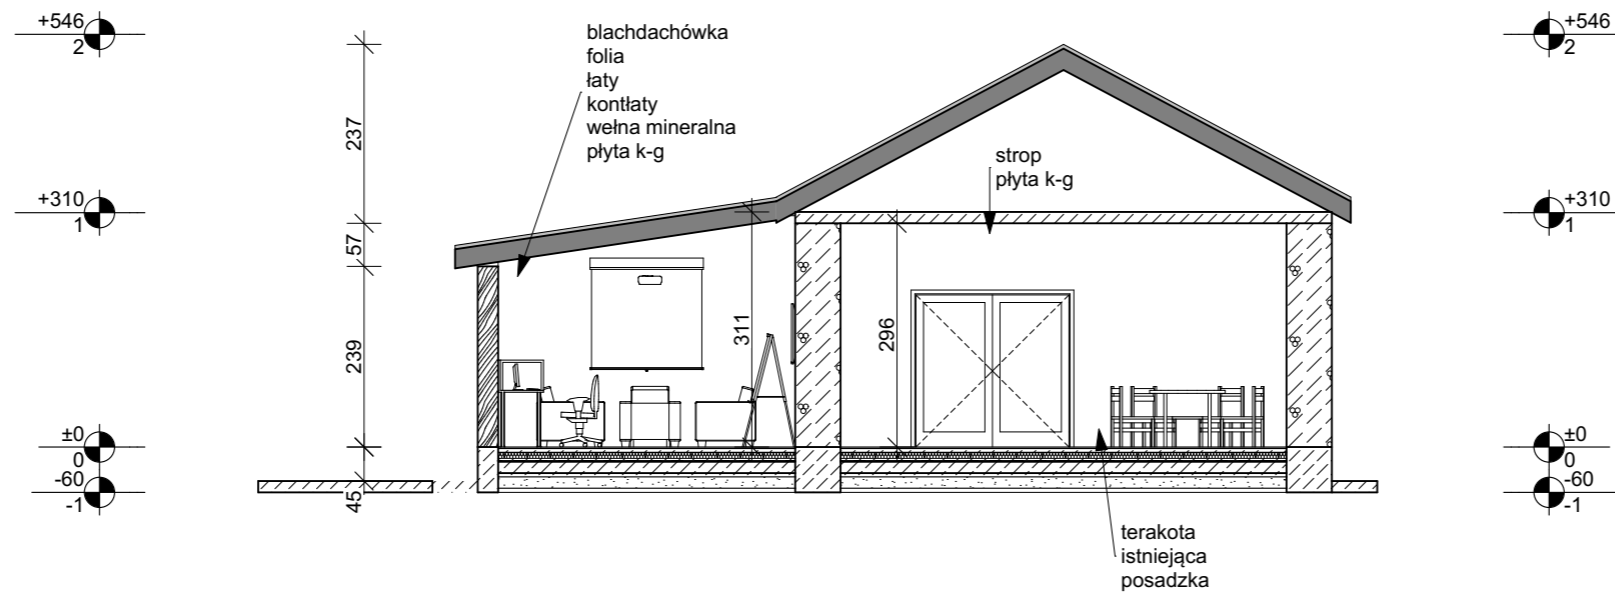 +546
2
+546
2
blachdachówka
folia
łaty
kontłaty
wełna mineralna
płyta k-g
237
strop
płyta k-g
+310
1
+310
1
57
239
311
296
±0
0
±0
0
-60
-1
-60
-1
45
terakota
istniejąca
posadzka